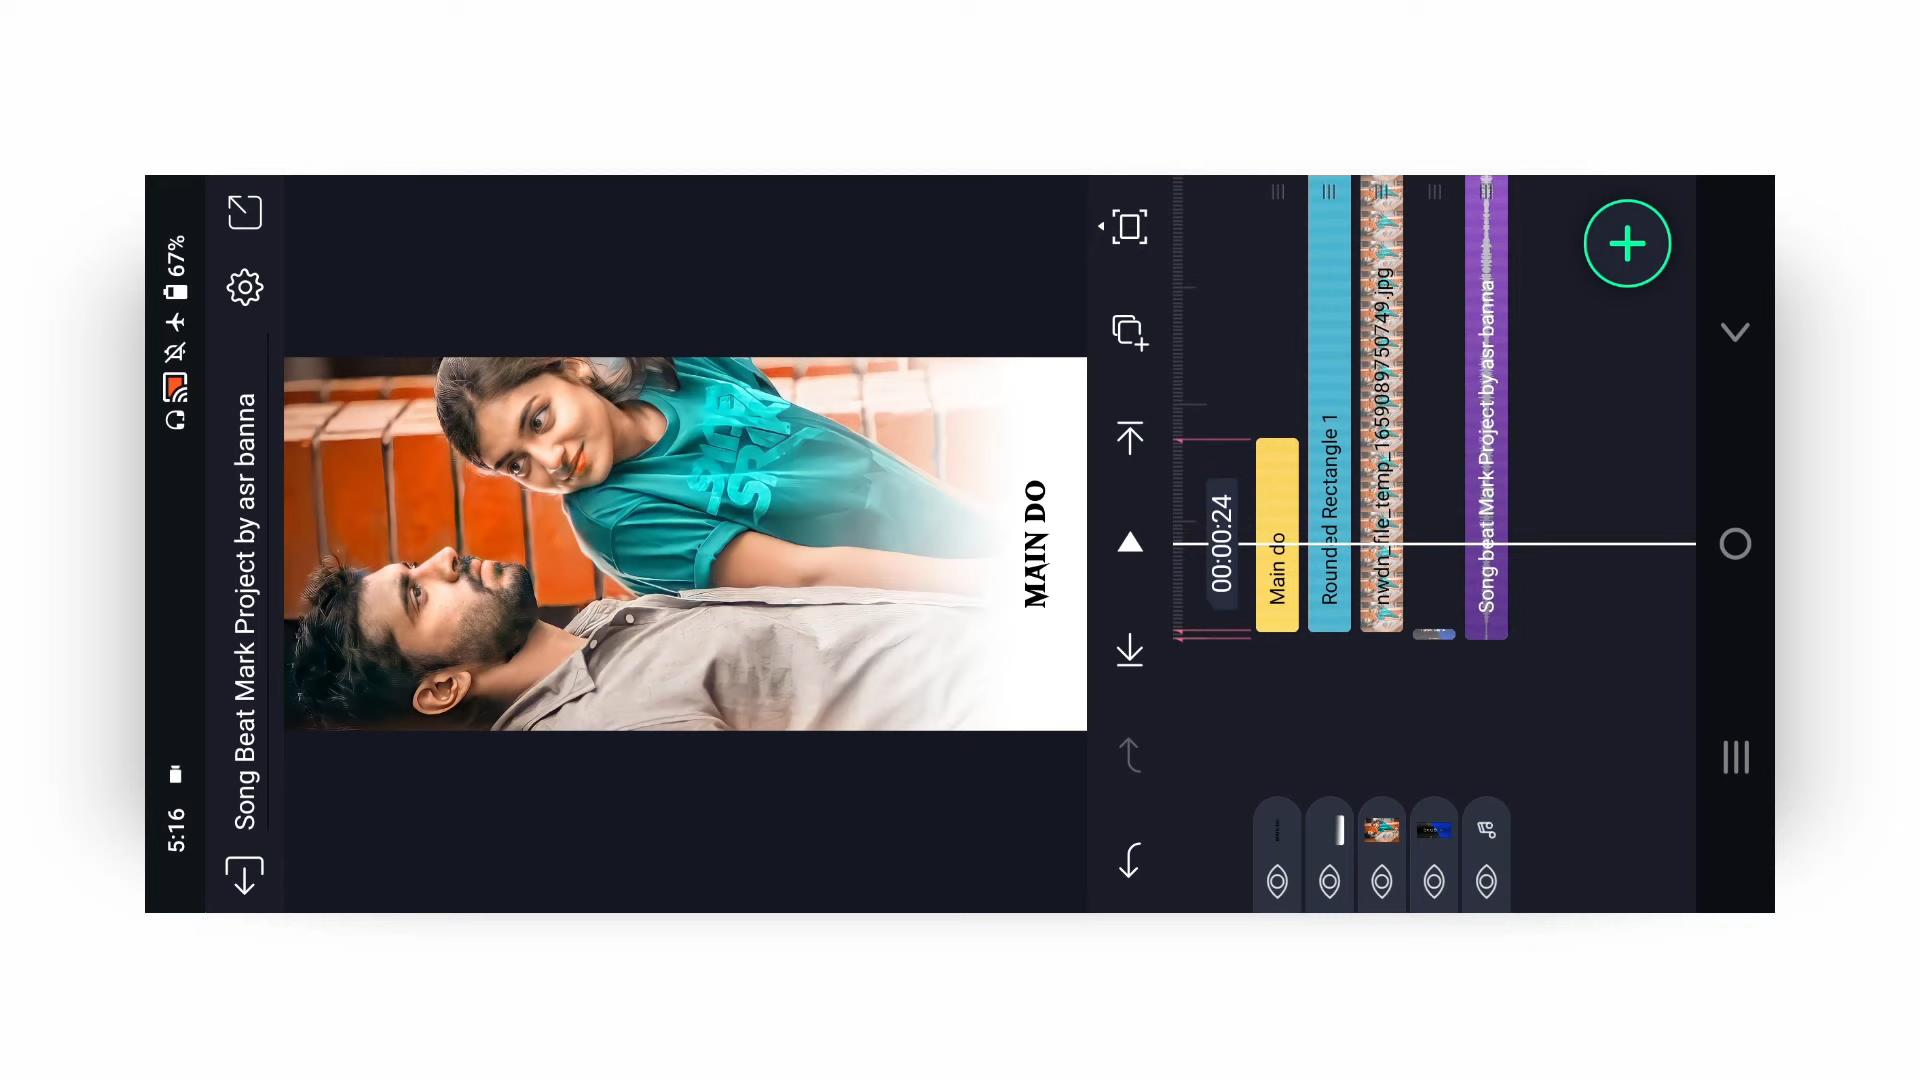 5:16
67%
Song Beat Mark Project by asr banna
MAIN DO
00:00:24
Main do
Rounded Rectangle 1
nwdn_file_temp_1659089750749.jpg
Song beat Mark Project by asr banna